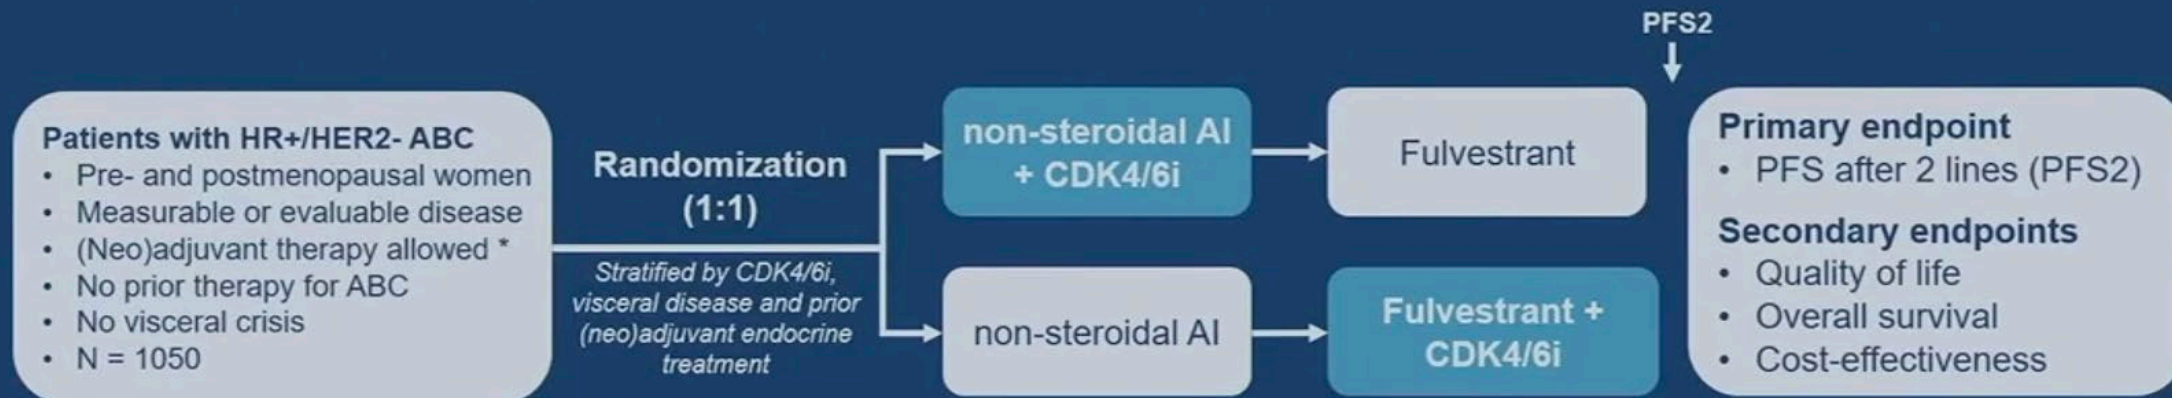 PFS2
Patients with HR+/HER2- ABC
• Pre- and postmenopausal women
• Measurable or evaluable disease
• (Neo)adjuvant therapy allowed *
• No prior therapy for ABC
• No visceral crisis
• N = 1050
Randomization
(1:1)
Stratified by CDK4/6i,
visceral disease and prior
(neo)adjuvant endocrine
treatment
non-steroidal AI
+ CDK4/6i
Fulvestrant
non-steroidal AI
Fulvestrant +
CDK4/6i
Primary endpoint
• PFS after 2 lines (PFS2)
Secondary endpoints
• Quality of life
• Overall survival
• Cost-effectiveness